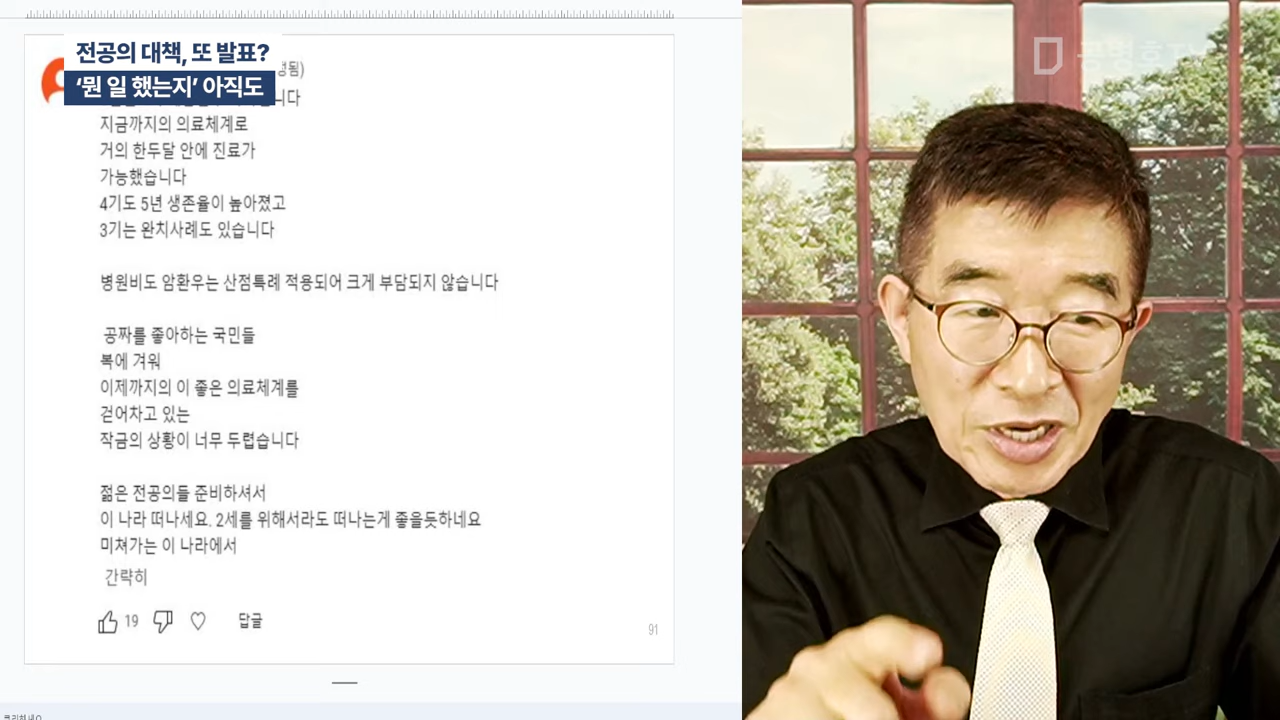 전공의 대책, 또 발표?
'뭔 일 했는지' 아직도
지금까지의 의료체계로
거의 한두달 안에 진료가
가능했습니다
4기도 5년 생존율이 높아졌고
3기는 완치사례도 있습니다
병원비도 암환우는 산점특례 적용되어 크게 부담되지 않습니다
공짜를 좋아하는 국민들
복에 겨워
이제까지의 이 좋은 의료체계를
걷어차고 있는
작금의 상황이 너무 두렵습니다
젊은 전공의들 준비하셔서
이 나라 떠나세요. 2세를 위해서라도 떠나는게 좋을듯하네요
미쳐가는 이 나라에서
간략히
19 답글
91
공병호TV